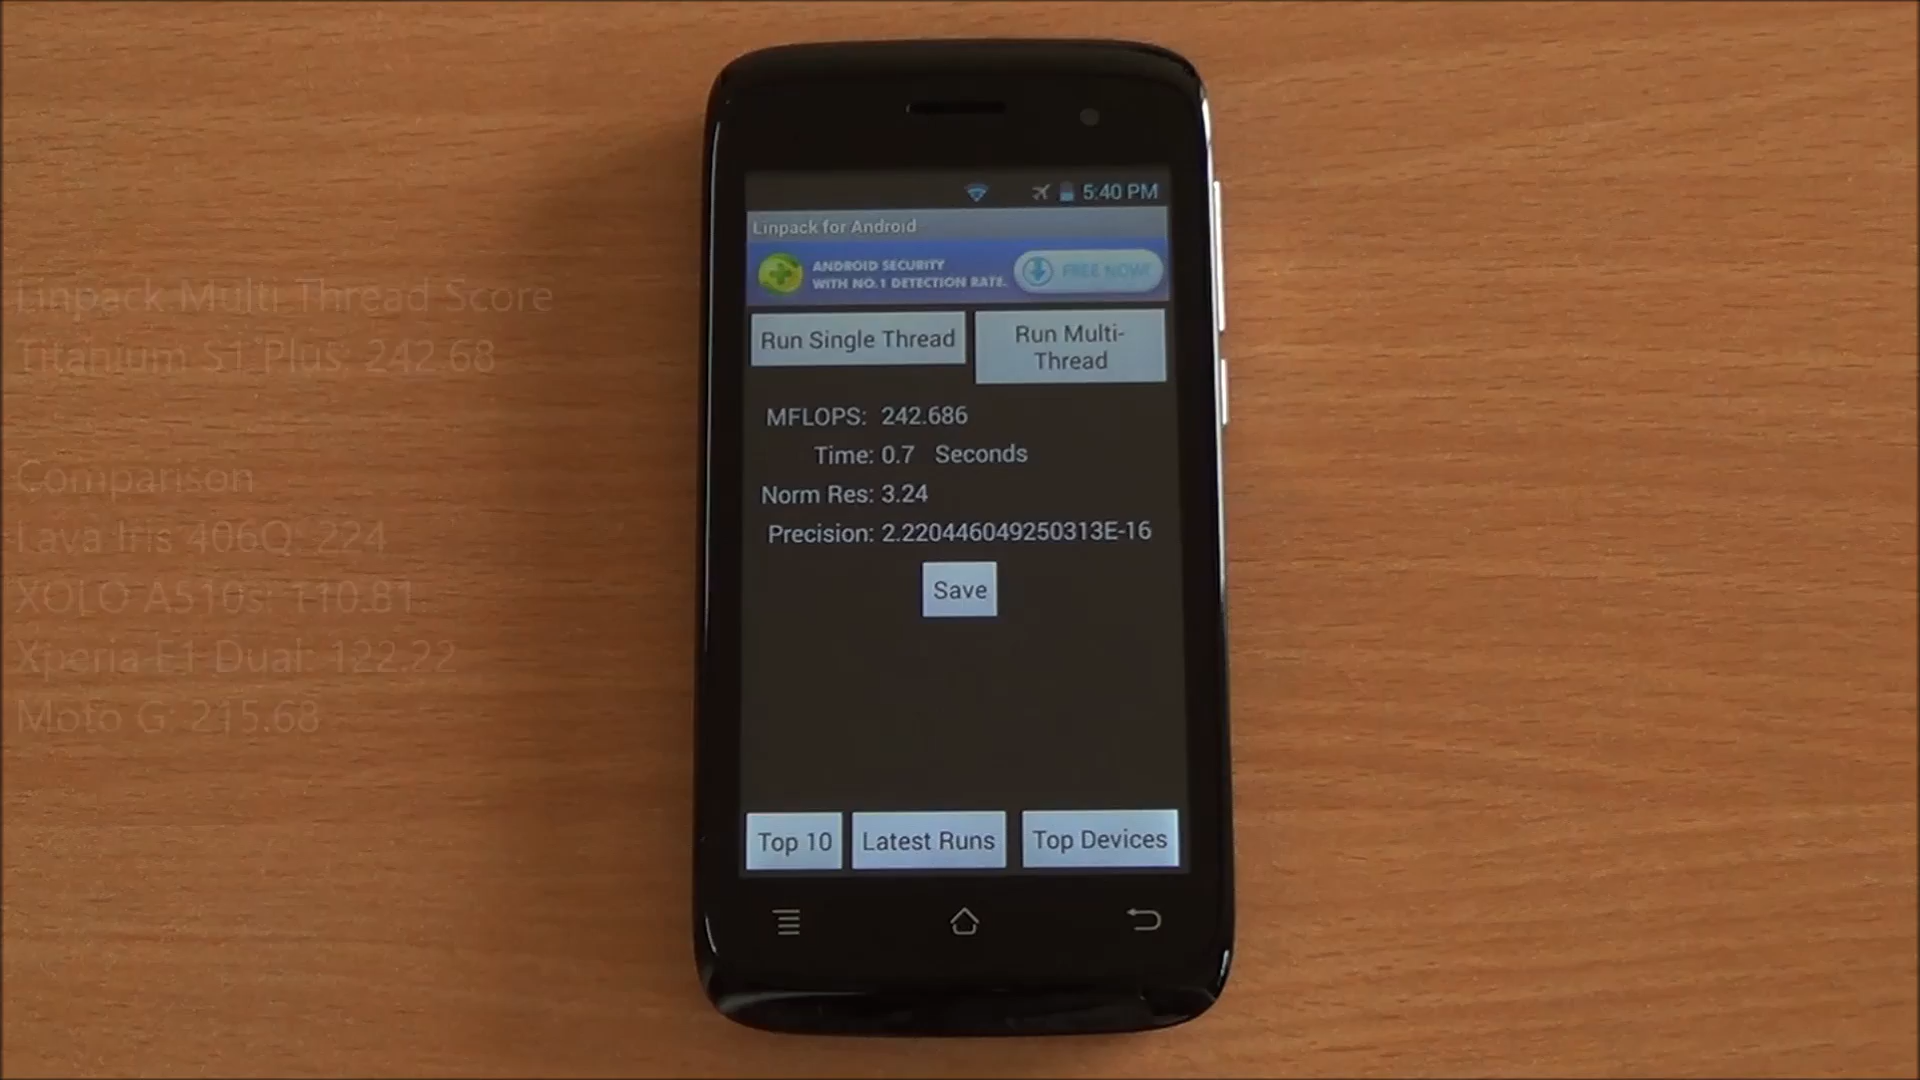 Linpack Multi Thread Score
Titanium S1 Plus: 242.68
Comparison
Lava Iris 406Q: 224
XOLO A510s: 110.81
Xperia E1 Dual: 122.22
Moto G: 215.68
5:40 PM
Linpack for Android
ANDROID SECURITY
WITH NO.1 DETECTION RATE.
FREE NOW!
Run Single Thread
Run Multi-
Thread
MFLOPS: 242.686
Time: 0.7 Seconds
Norm Res: 3.24
Precision: 2.220446049250313E-16
Save
Top 10
Latest Runs
Top Devices